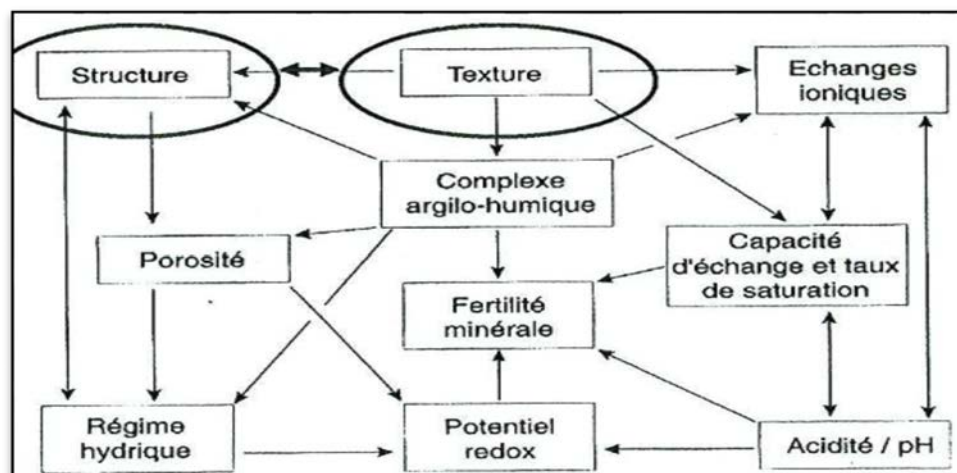 Structure
Texture
Echanges
ioniques
Complexe
argilo-humique
Porosité
Capacité
d'échange et taux
de saturation
Fertilité
minérale
Régime
hydrique
Potentiel
redox
Acidité / pH